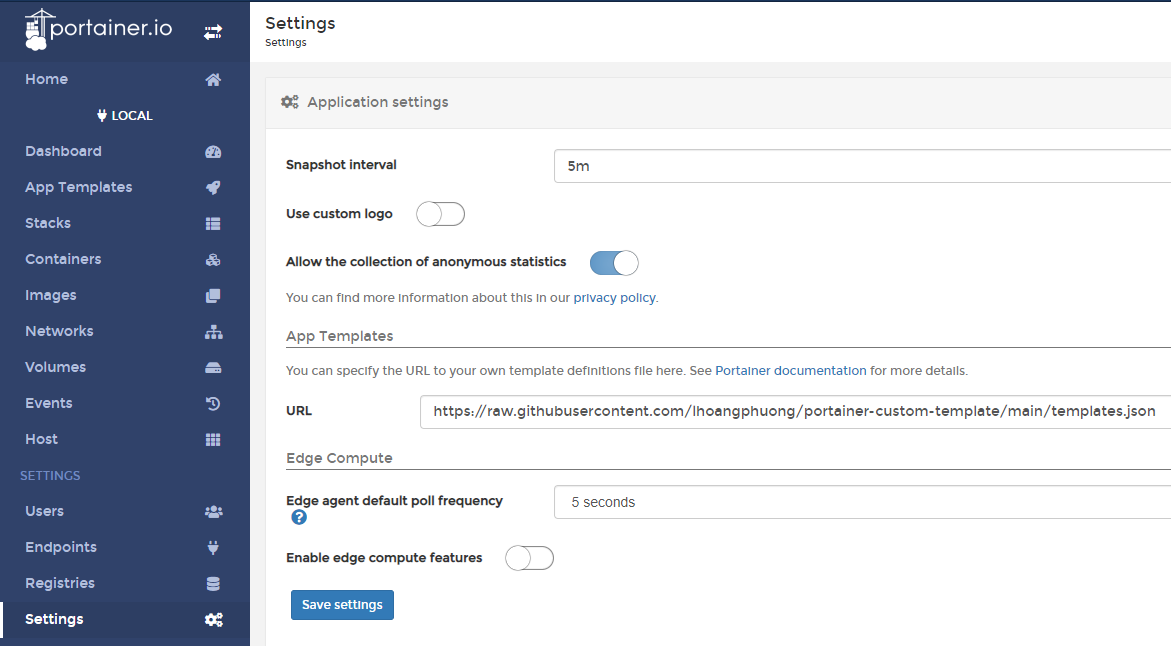 portainer.io
Home
LOCAL
Dashboard
App Templates
Stacks
Containers
Images
Networks
Volumes
Events
Host
SETTINGS
Users
Endpoints
Registries
Settings
Settings
Settings
Application settings
Snapshot interval 5m
Use custom logo
Allow the collection of anonymous statistics
You can find more information about this in our privacy policy.
App Templates
You can specify the URL to your own template definitions file here. See Portainer documentation for more details.
URL https://raw.githubusercontent.com/lhoangphuong/portainer-custom-template/main/templates.json
Edge Compute
Edge agent default poll frequency 5 seconds
?
Enable edge compute features
Save settings